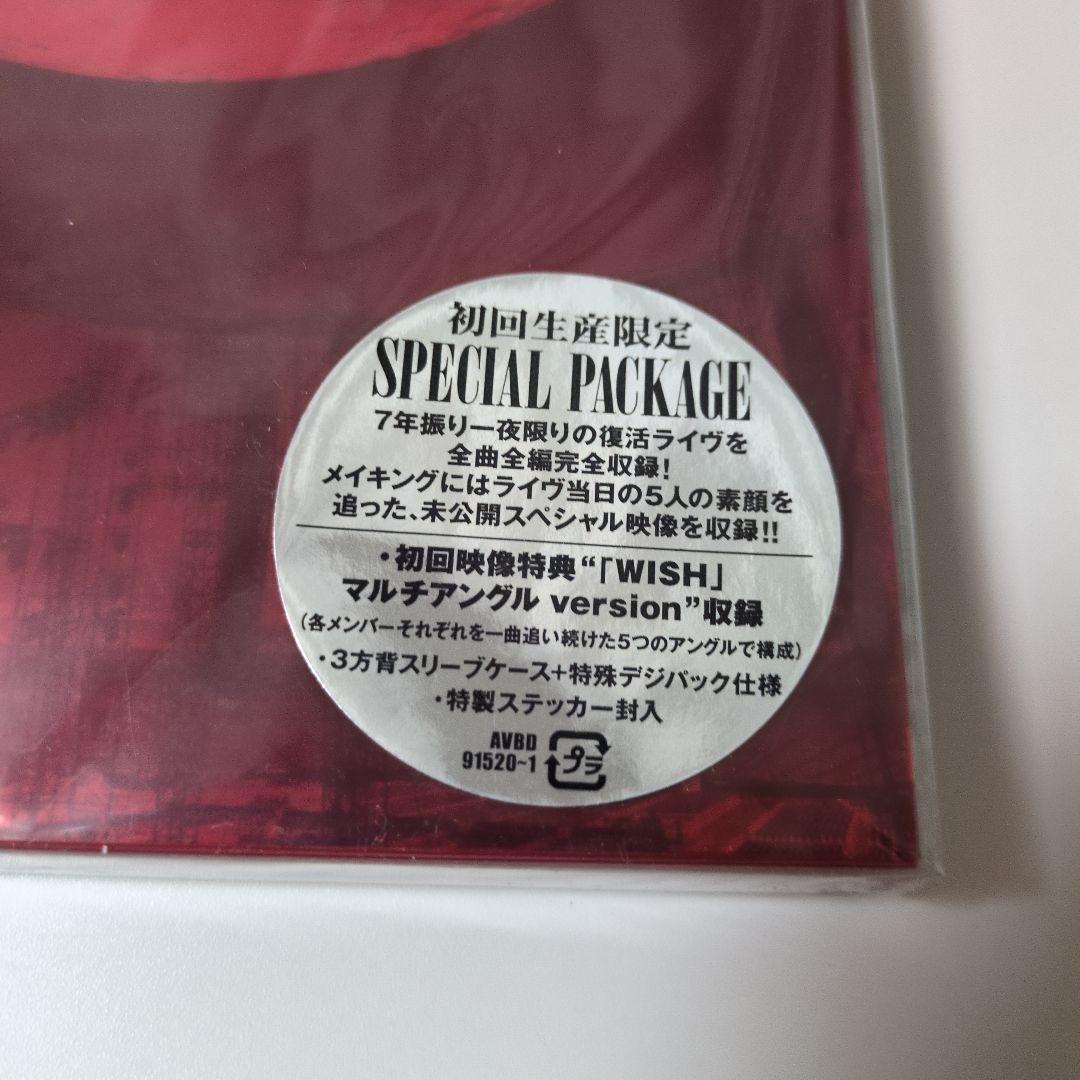 初回生産限定
SPECIAL PACKAGE
7年振り一夜限りの復活ライヴを
全曲全編完全収録!
メイキングにはライヴ当日の5人の素顔を
追った、未公開スペシャル映像を収録!!
・初回映像特典“「WISH」
マルチアングル version”収録
(各メンバーそれぞれを一曲追い続けた5つのアングルで構成)
・3方背スリーブケース+特殊デジパック仕様
・特製ステッカー封入
AVBD
91520~1
プラ